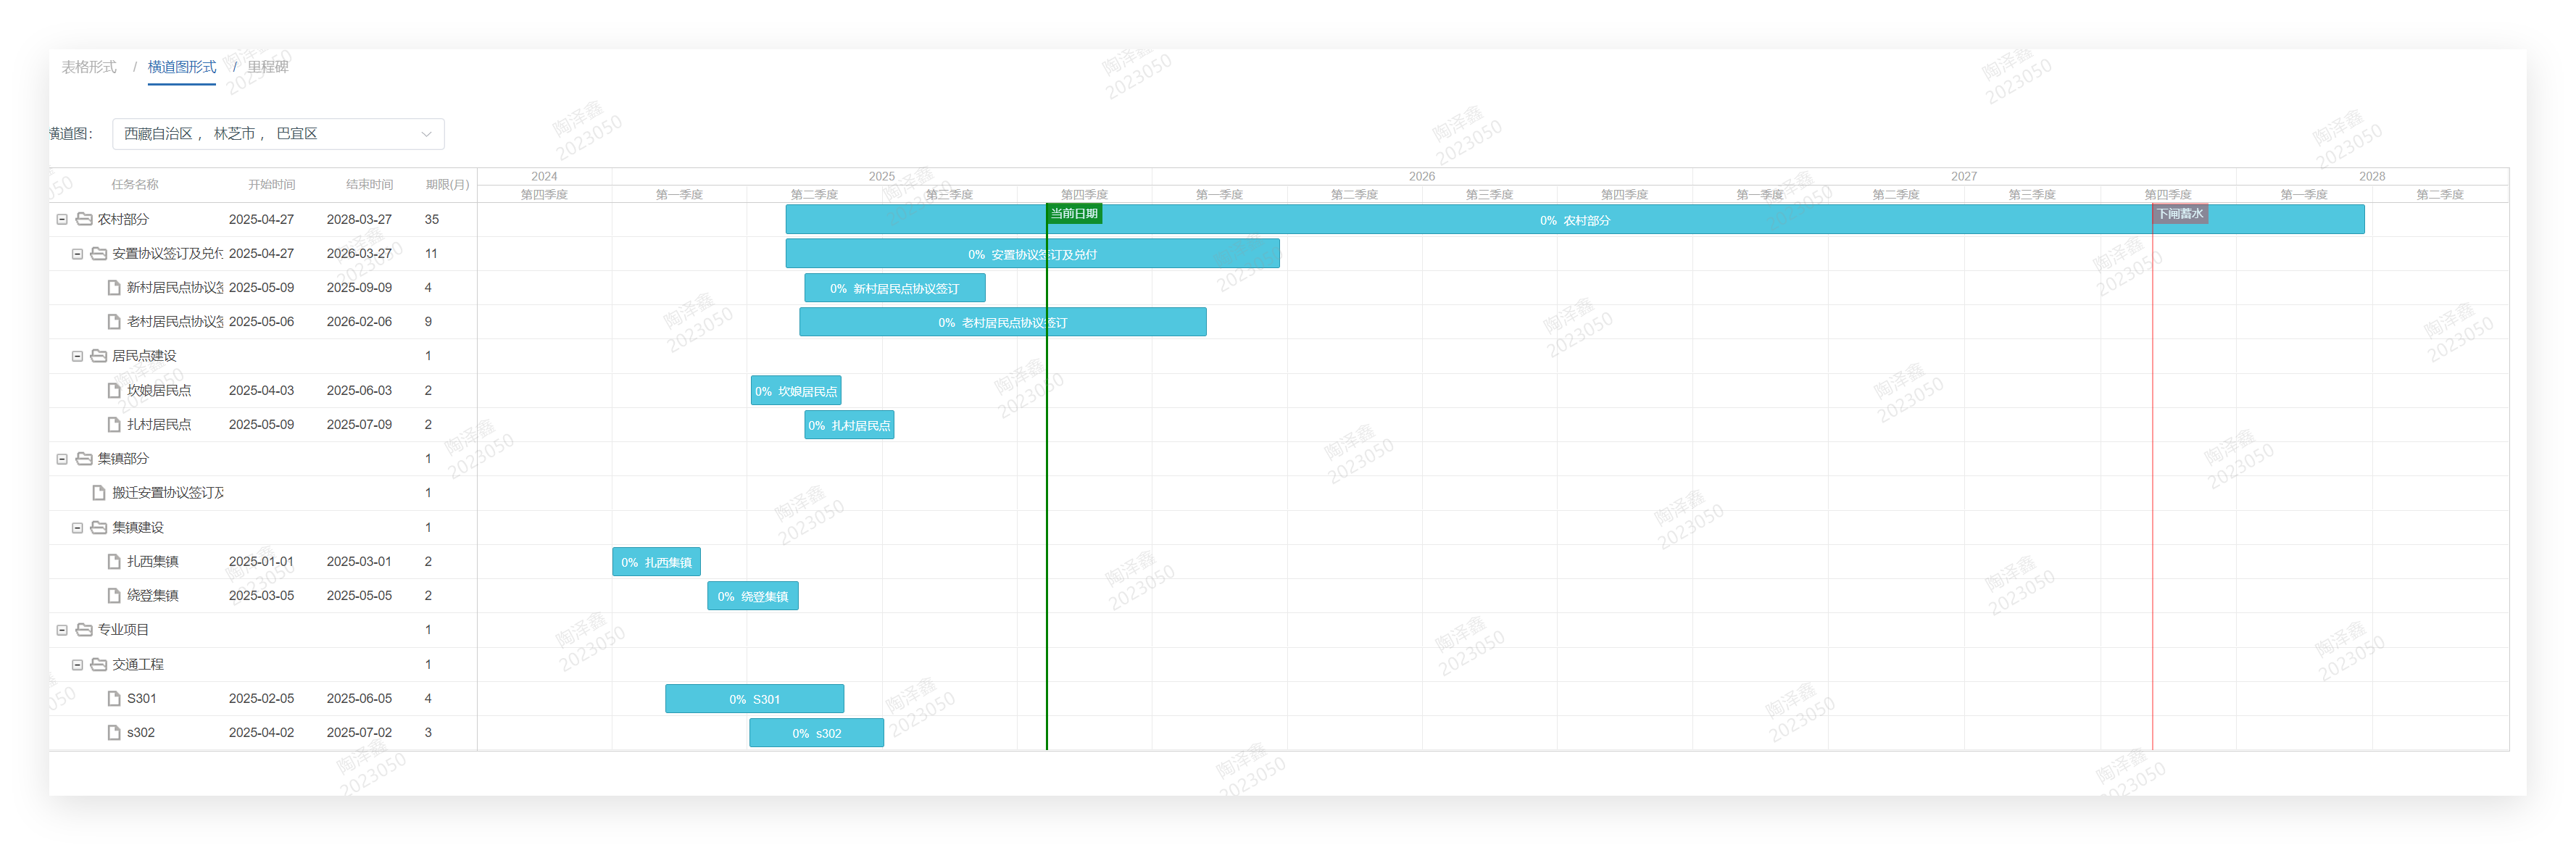 表格形式 / 横道图形式 / 里程碑
横道图： 西藏自治区， 林芝市， 巴宜区
任务名称 开始时间 结束时间 期限(月) 2024 2025 2026 2027 2028
第四季度 第一季度 第二季度 第三季度 第四季度 第一季度 第二季度 第三季度 第四季度 第一季度 第二季度 第三季度 第四季度 第一季度 第二季度
农村部分 2025-04-27 2028-03-27 35 当前日期 0% 农村部分 下闸蓄水
安置协议签订及兑付 2025-04-27 2026-03-27 11 0% 安置协议签订及兑付
新村居民点协议签 2025-05-09 2025-09-09 4 0% 新村居民点协议签订
老村居民点协议签 2025-05-06 2026-02-06 9 0% 老村居民点协议签订
居民点建设 1
坎娘居民点 2025-04-03 2025-06-03 2 0% 坎娘居民点
扎村居民点 2025-05-09 2025-07-09 2 0% 扎村居民点
集镇部分 1
搬迁安置协议签订及 1
集镇建设 1
扎西集镇 2025-01-01 2025-03-01 2 0% 扎西集镇
绕登集镇 2025-03-05 2025-05-05 2 0% 绕登集镇
专业项目 1
交通工程 1
S301 2025-02-05 2025-06-05 4 0% S301
s302 2025-04-02 2025-07-02 3 0% s302
陶泽鑫
2023050